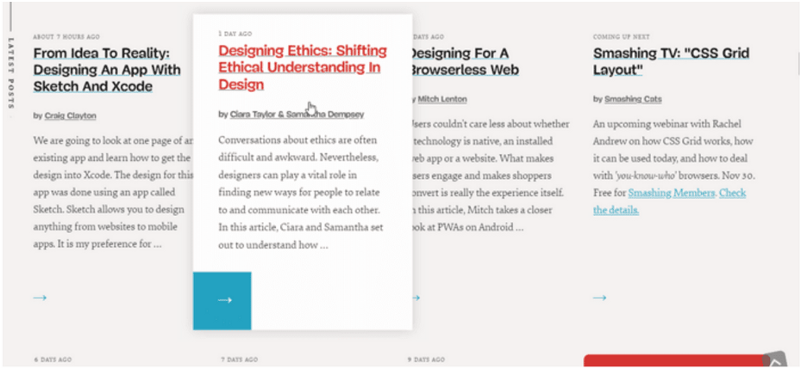 LATEST POSTS
ABOUT 7 HOURS AGO
From Idea To Reality:
Designing An App With
Sketch And Xcode
by Craig Clayton
We are going to look at one page of an
existing app and learn how to get the
design into Xcode. The design for this
app was done using an app called
Sketch. Sketch allows you to design
anything from websites to mobile
apps. It is my preference for ...
→
1 DAY AGO
Designing Ethics: Shifting
Ethical Understanding In
Design
by Ciara Taylor & Samantha Dempsey
Conversations about ethics are often
difficult and awkward. Nevertheless,
designers can play a vital role in
finding new ways for people to relate
to and communicate with each other.
In this article, Ciara and Samantha set
out to understand how ...
→
DAYS AGO
Designing For A
Browserless Web
y Mitch Lenton
sers couldn't care less about whether
technology is native, an installed
eb app or a website. What makes
sers engage and makes shoppers
onvert is really the experience itself.
n this article, Mitch takes a closer
ok at PWAs on Android ...
→
COMING UP NEXT
Smashing TV: "CSS Grid
Layout"
by Smashing Cats
An upcoming webinar with Rachel
Andrew on how CSS Grid works, how
it can be used today, and how to deal
with 'you-know-who' browsers. Nov 30.
Free for Smashing Members. Check
the details.
→
6 DAYS AGO
7 DAYS AGO
9 DAYS AGO